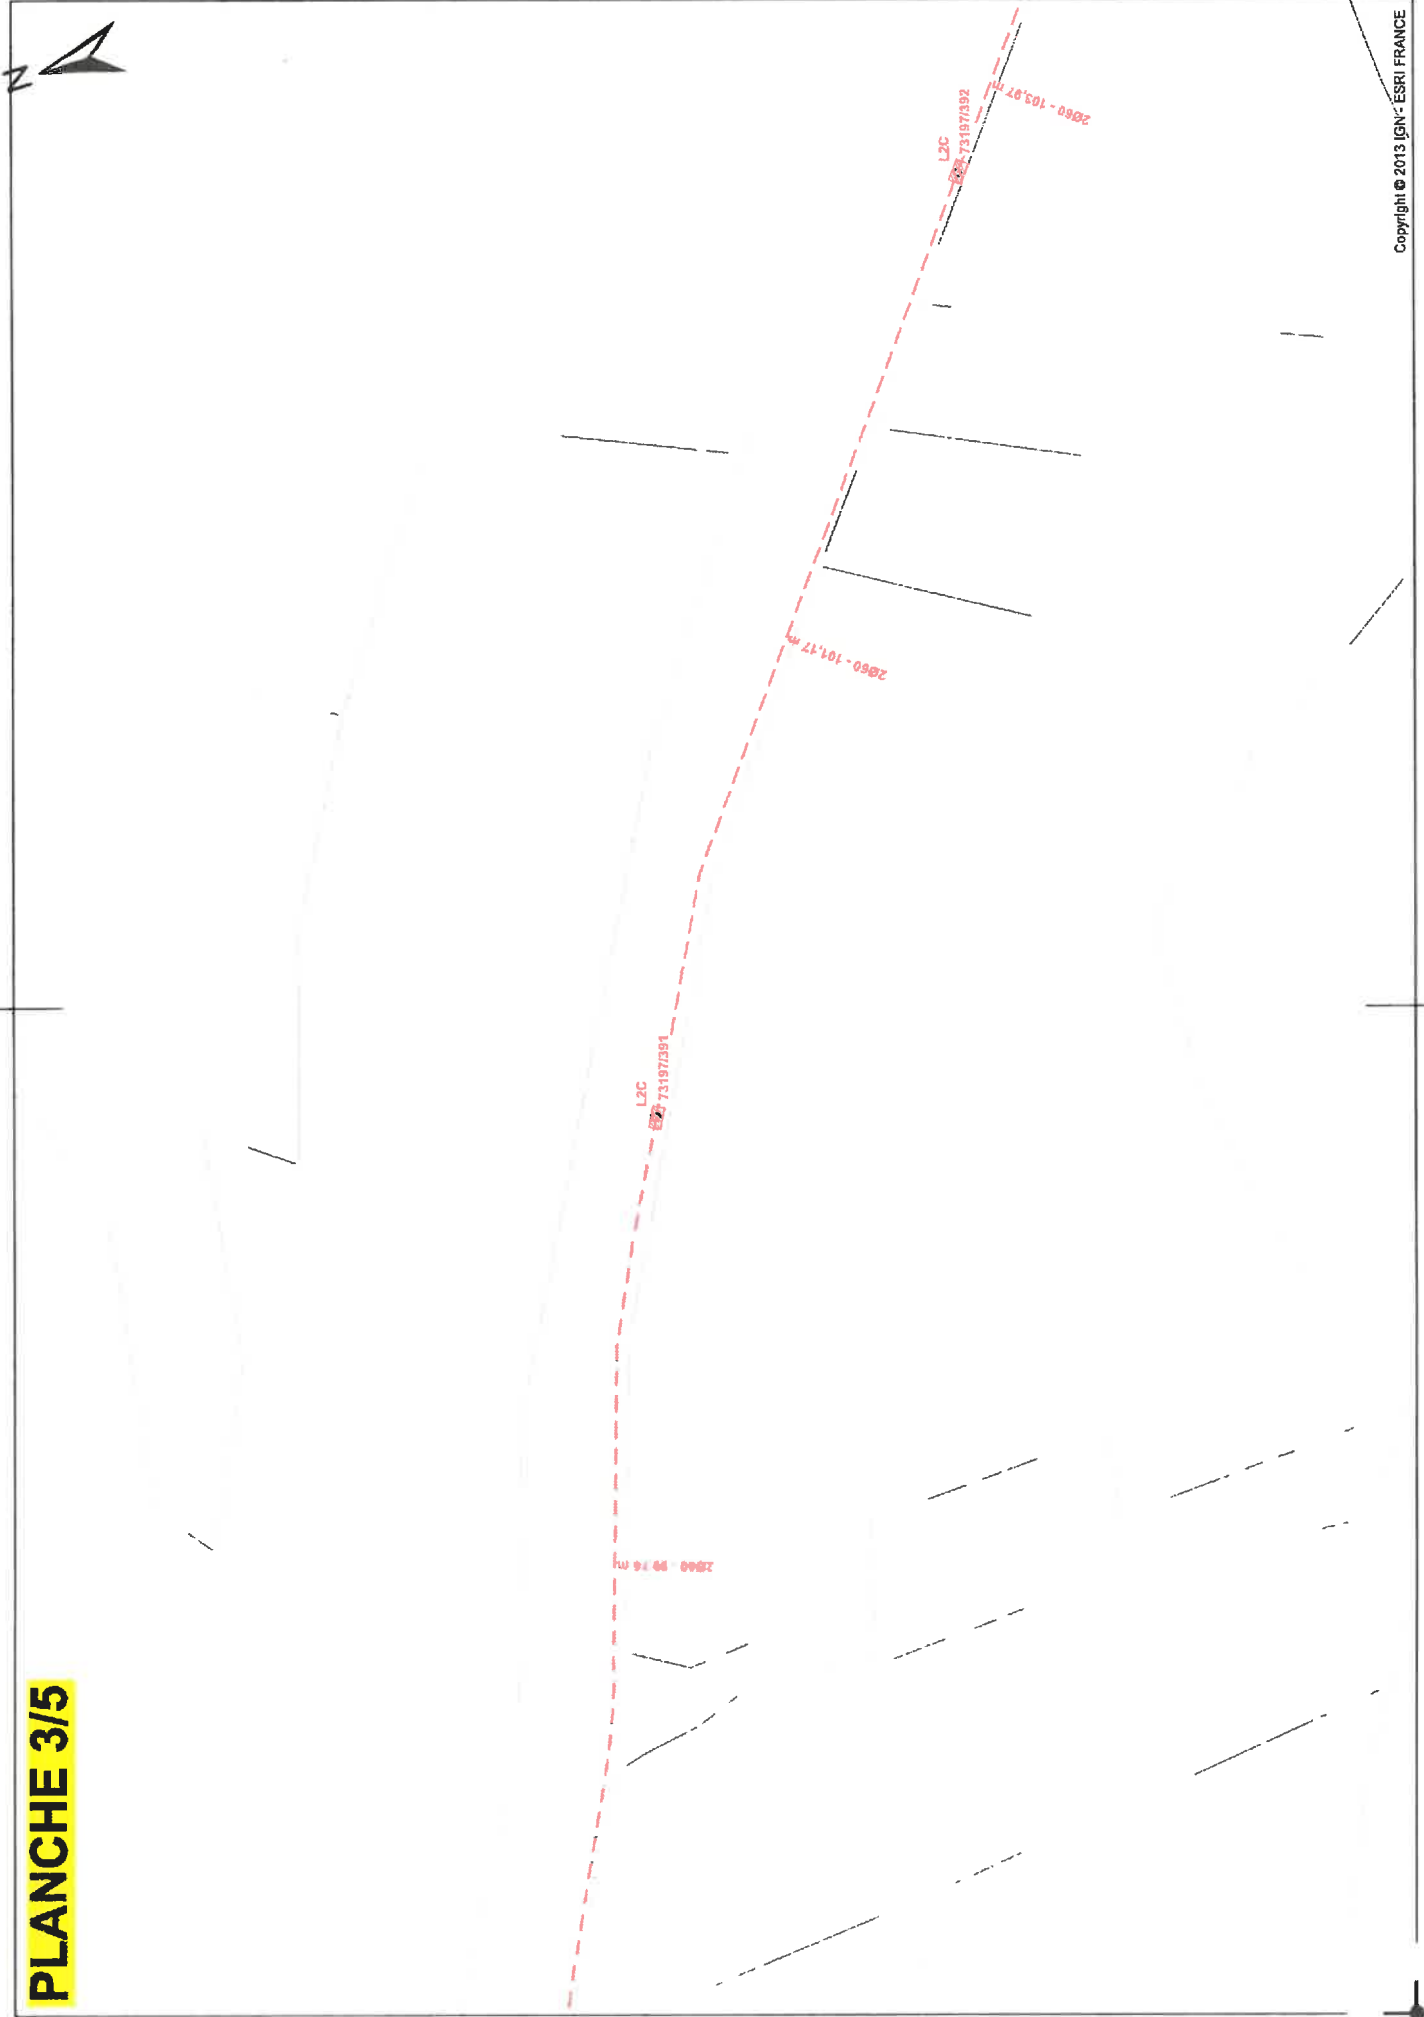 PLANCHE 3/5
N
L2C
73197/391
L2C
73197/392
2Ø60 - 101,17 m
2Ø60 - 103,97 m
Copyright © 2013 IGN - ESRI FRANCE